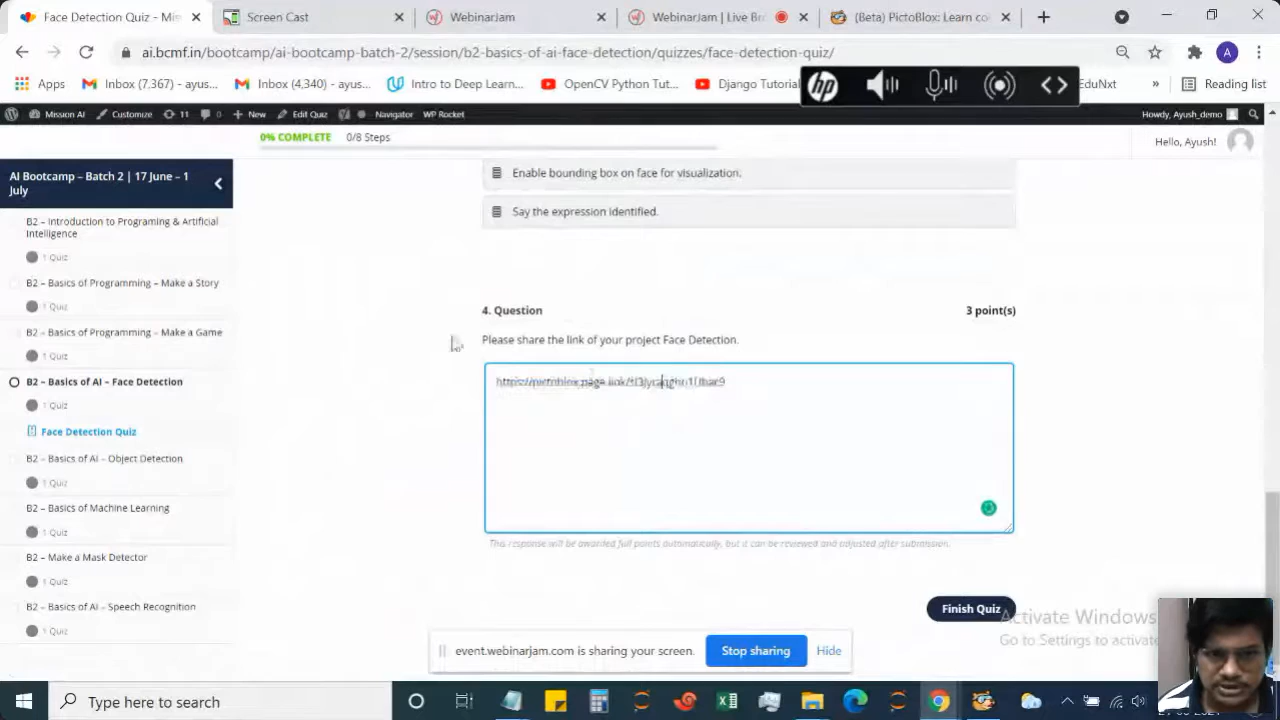 Face Detection Quiz - Mis
Screen Cast
WebinarJam
WebinarJam | Live Bro
(Beta) PictoBlox: Learn co
ai.bcmf.in/bootcamp/ai-bootcamp-batch-2/session/b2-basics-of-ai-face-detection/quizzes/face-detection-quiz/
A
Apps
Inbox (7,367) - ayus...
Inbox (4,340) - ayus...
Intro to Deep Learn...
OpenCV Python Tut...
Django Tutorial
hp
EduNxt
»
Reading list
Mission AI
Customize
11
0
New
Edit Quiz
Navigator
WP Rocket
Howdy, Ayush_demo
0% COMPLETE
0/8 Steps
Hello, Ayush!
AI Bootcamp – Batch 2 | 17 June – 1
July
B2 – Introduction to Programing & Artificial
Intelligence
1 Quiz
B2 – Basics of Programming – Make a Story
1 Quiz
B2 – Basics of Programming – Make a Game
1 Quiz
B2 – Basics of AI – Face Detection
1 Quiz
Face Detection Quiz
B2 – Basics of AI – Object Detection
1 Quiz
B2 – Basics of Machine Learning
1 Quiz
B2 – Make a Mask Detector
1 Quiz
B2 – Basics of AI – Speech Recognition
1 Quiz
Enable bounding box on face for visualization.
Say the expression identified.
4. Question
3 point(s)
Please share the link of your project Face Detection.
This response will be awarded full points automatically, but it can be reviewed and adjusted after submission.
Finish Quiz
Activate Windows
Go to Settings to activate
event.webinarjam.com is sharing your screen.
Stop sharing
Hide
Type here to search